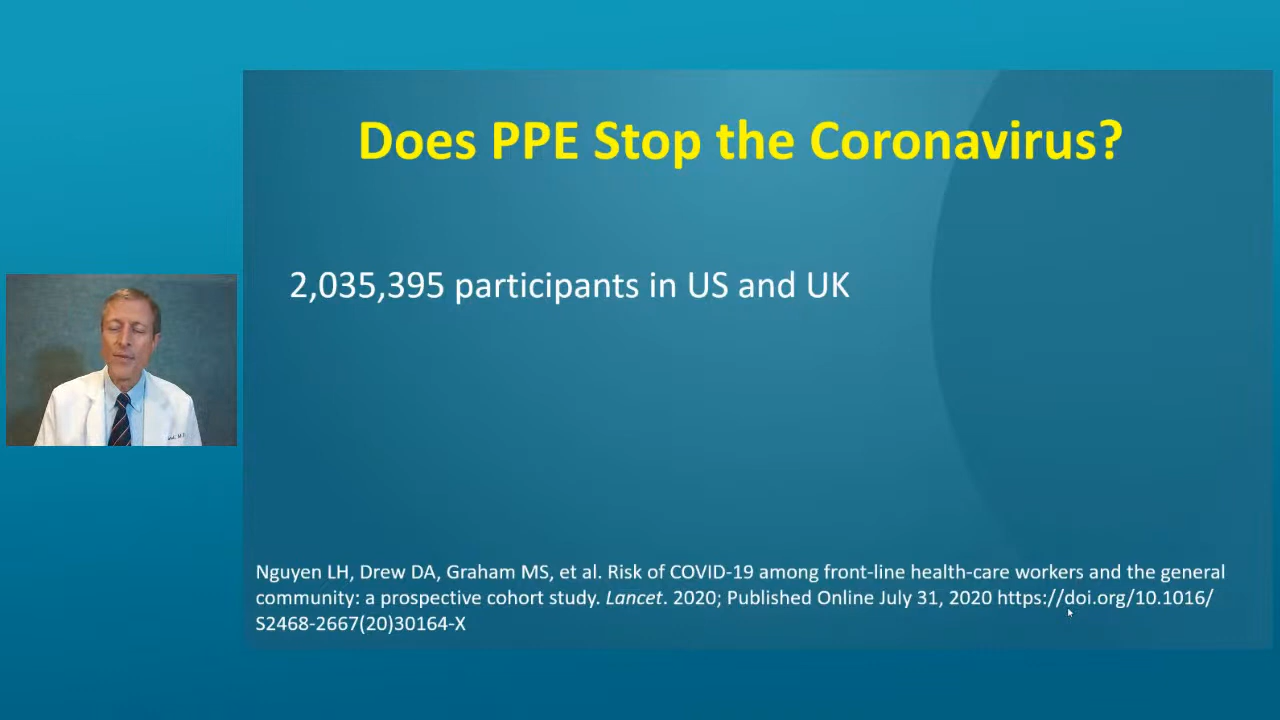 Does PPE Stop the Coronavirus?
2,035,395 participants in US and UK
Nguyen LH, Drew DA, Graham MS, et al. Risk of COVID-19 among front-line health-care workers and the general
community: a prospective cohort study. Lancet. 2020; Published Online July 31, 2020 https://doi.org/10.1016/
S2468-2667(20)30164-X